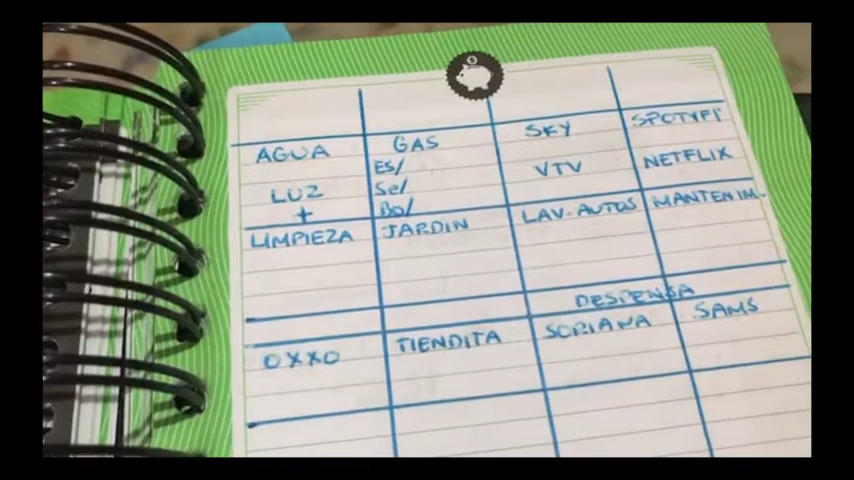 AGUA GAS SKY SPOTYFI
LUZ Es/ VTV NETFLIX
+ Se/
Bo/
LIMPIEZA JARDIN LAV. AUTOS MANTENIM.
DESPENSA
OXXO TIENDITA SORIANA SAMS